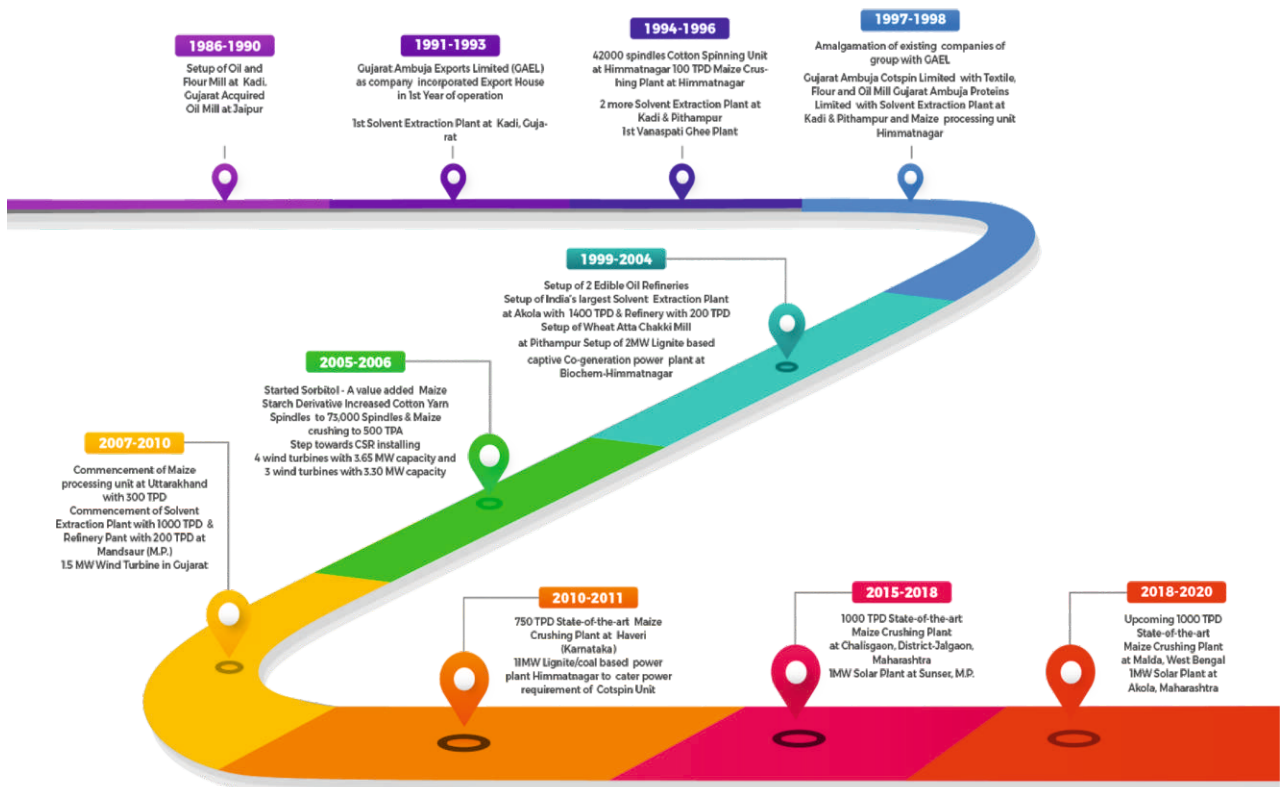 1986-1990
Setup of Oil and
Flour Mill at Kadi,
Gujarat Acquired
Oil Mill at Jaipur
1991-1993
Gujarat Ambuja Exports Limited (GAEL)
as company incorporated Export House
in 1st Year of operation
1st Solvent Extraction Plant at Kadi, Guja-
rat
1994-1996
42000 spindles Cotton Spinning Unit
at Himmatnagar 100 TPD Maize Crus-
hing Plant at Himmatnagar
2 more Solvent Extraction Plant at
Kadi & Pithampur
1st Vanaspati Ghee Plant
1997-1998
Amalgamation of existing companies of
group with GAEL
Gujarat Ambuja Cotspin Limited with Textile,
Flour and Oil Mill Gujarat Ambuja Proteins
Limited with Solvent Extraction Plant at
Kadi & Pithampur and Maize processing unit
Himmatnagar
1999-2004
Setup of 2 Edible Oil Refineries
Setup of India's largest Solvent Extraction Plant
at Akola with 1400 TPD & Refinery with 200 TPD
Setup of Wheat Atta Chakki Mill
at Pithampur Setup of 2MW Lignite based
captive Co-generation power plant at
Biochem-Himmatnagar
2005-2006
Started Sorbitol - A value added Maize
Starch Derivative Increased Cotton Yarn
Spindles to 73,000 Spindles & Maize
crushing to 500 TPA
Step towards CSR installing
4 wind turbines with 3.65 MW capacity and
3 wind turbines with 3.30 MW capacity
2007-2010
Commencement of Maize
processing unit at Uttarakhand
with 300 TPD
Commencement of Solvent
Extraction Plant with 1000 TPD &
Refinery Pant with 200 TPD at
Mandsaur (M.P.)
1.5 MW Wind Turbine in Gujarat
2010-2011
750 TPD State-of-the-art Maize
Crushing Plant at Haveri
(Karnataka)
11MW Lignite/coal based power
plant Himmatnagar to cater power
requirement of Cotspin Unit
2015-2018
1000 TPD State-of-the-art
Maize Crushing Plant
at Chalisgaon, District-Jalgaon,
Maharashtra
1MW Solar Plant at Sunser, M.P.
2018-2020
Upcoming 1000 TPD
State-of-the-art
Maize Crushing Plant
at Malda, West Bengal
1MW Solar Plant at
Akola, Maharashtra